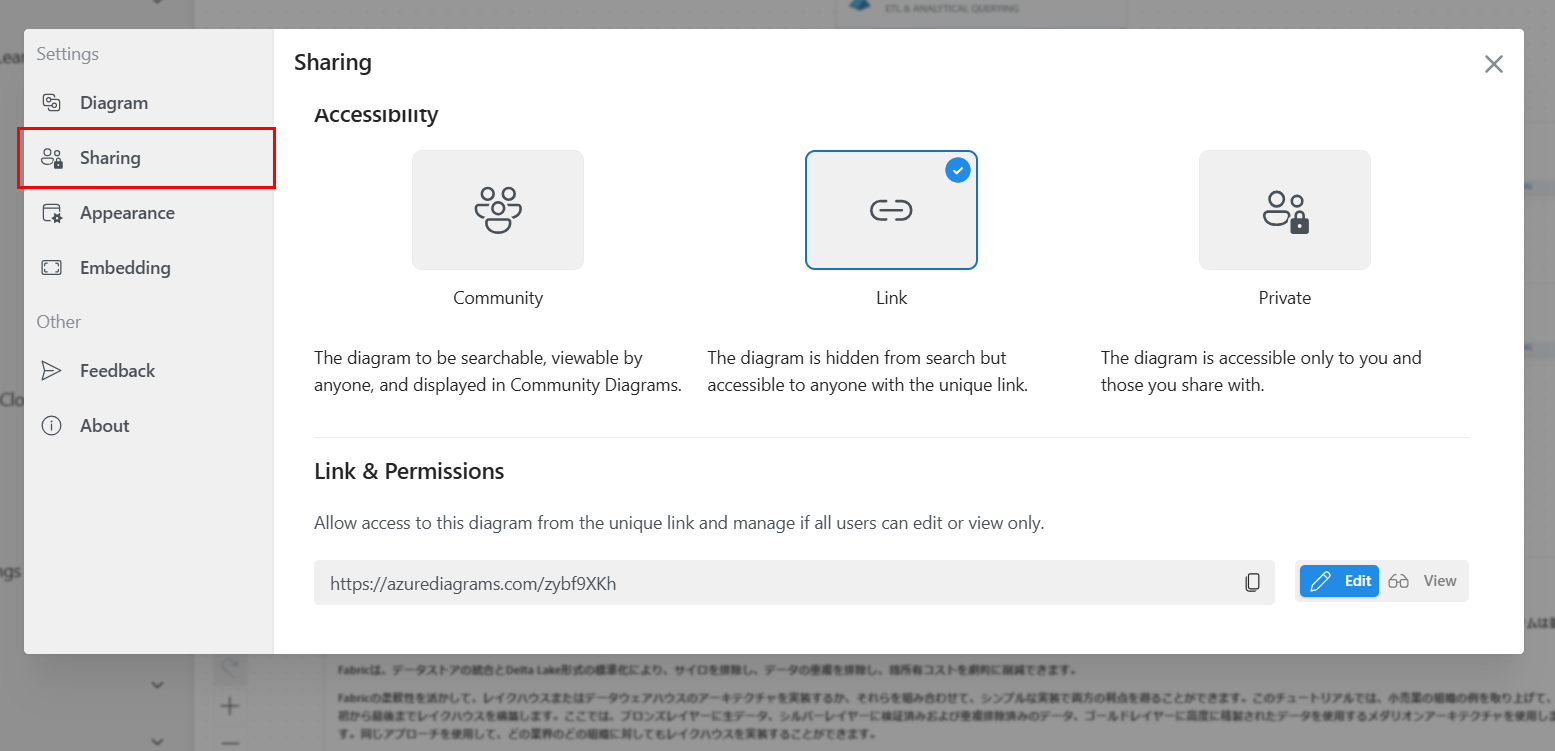 ETL & ANALYTICAL QUERYING
Settings
Diagram
Sharing
Appearance
Embedding
Other
Feedback
About
Sharing
Accessibility
Community
The diagram to be searchable, viewable by
anyone, and displayed in Community Diagrams.
Link
The diagram is hidden from search but
accessible to anyone with the unique link.
Private
The diagram is accessible only to you and
those you share with.
Link & Permissions
Allow access to this diagram from the unique link and manage if all users can edit or view only.
https://azurediagrams.com/zybf9XKh
Edit
View
Fabricは、データストアの統合とDelta Lake形式の標準化により、サイロを排除し、データの重複を排除し、総所有コストを劇的に削減できます。
Fabricの柔軟性を活かして、レイクハウスまたはデータウェアハウスのアーキテクチャを実装するか、それらを組み合わせて、シンプルな実装で両方の利点を得ることができます。このチュートリアルでは、小売業の組織の例を取り上げて、
初から最後までレイクハウスを構築します。ここでは、ブロンズレイヤーに生データ、シルバーレイヤーに検証済みおよび重複排除済みのデータ、ゴールドレイヤーに高度に精製されたデータを使用するメダリオンアーキテクチャを使用しま
す。同じアプローチを使用して、どの業界のどの組織に対してもレイクハウスを実装することができます。